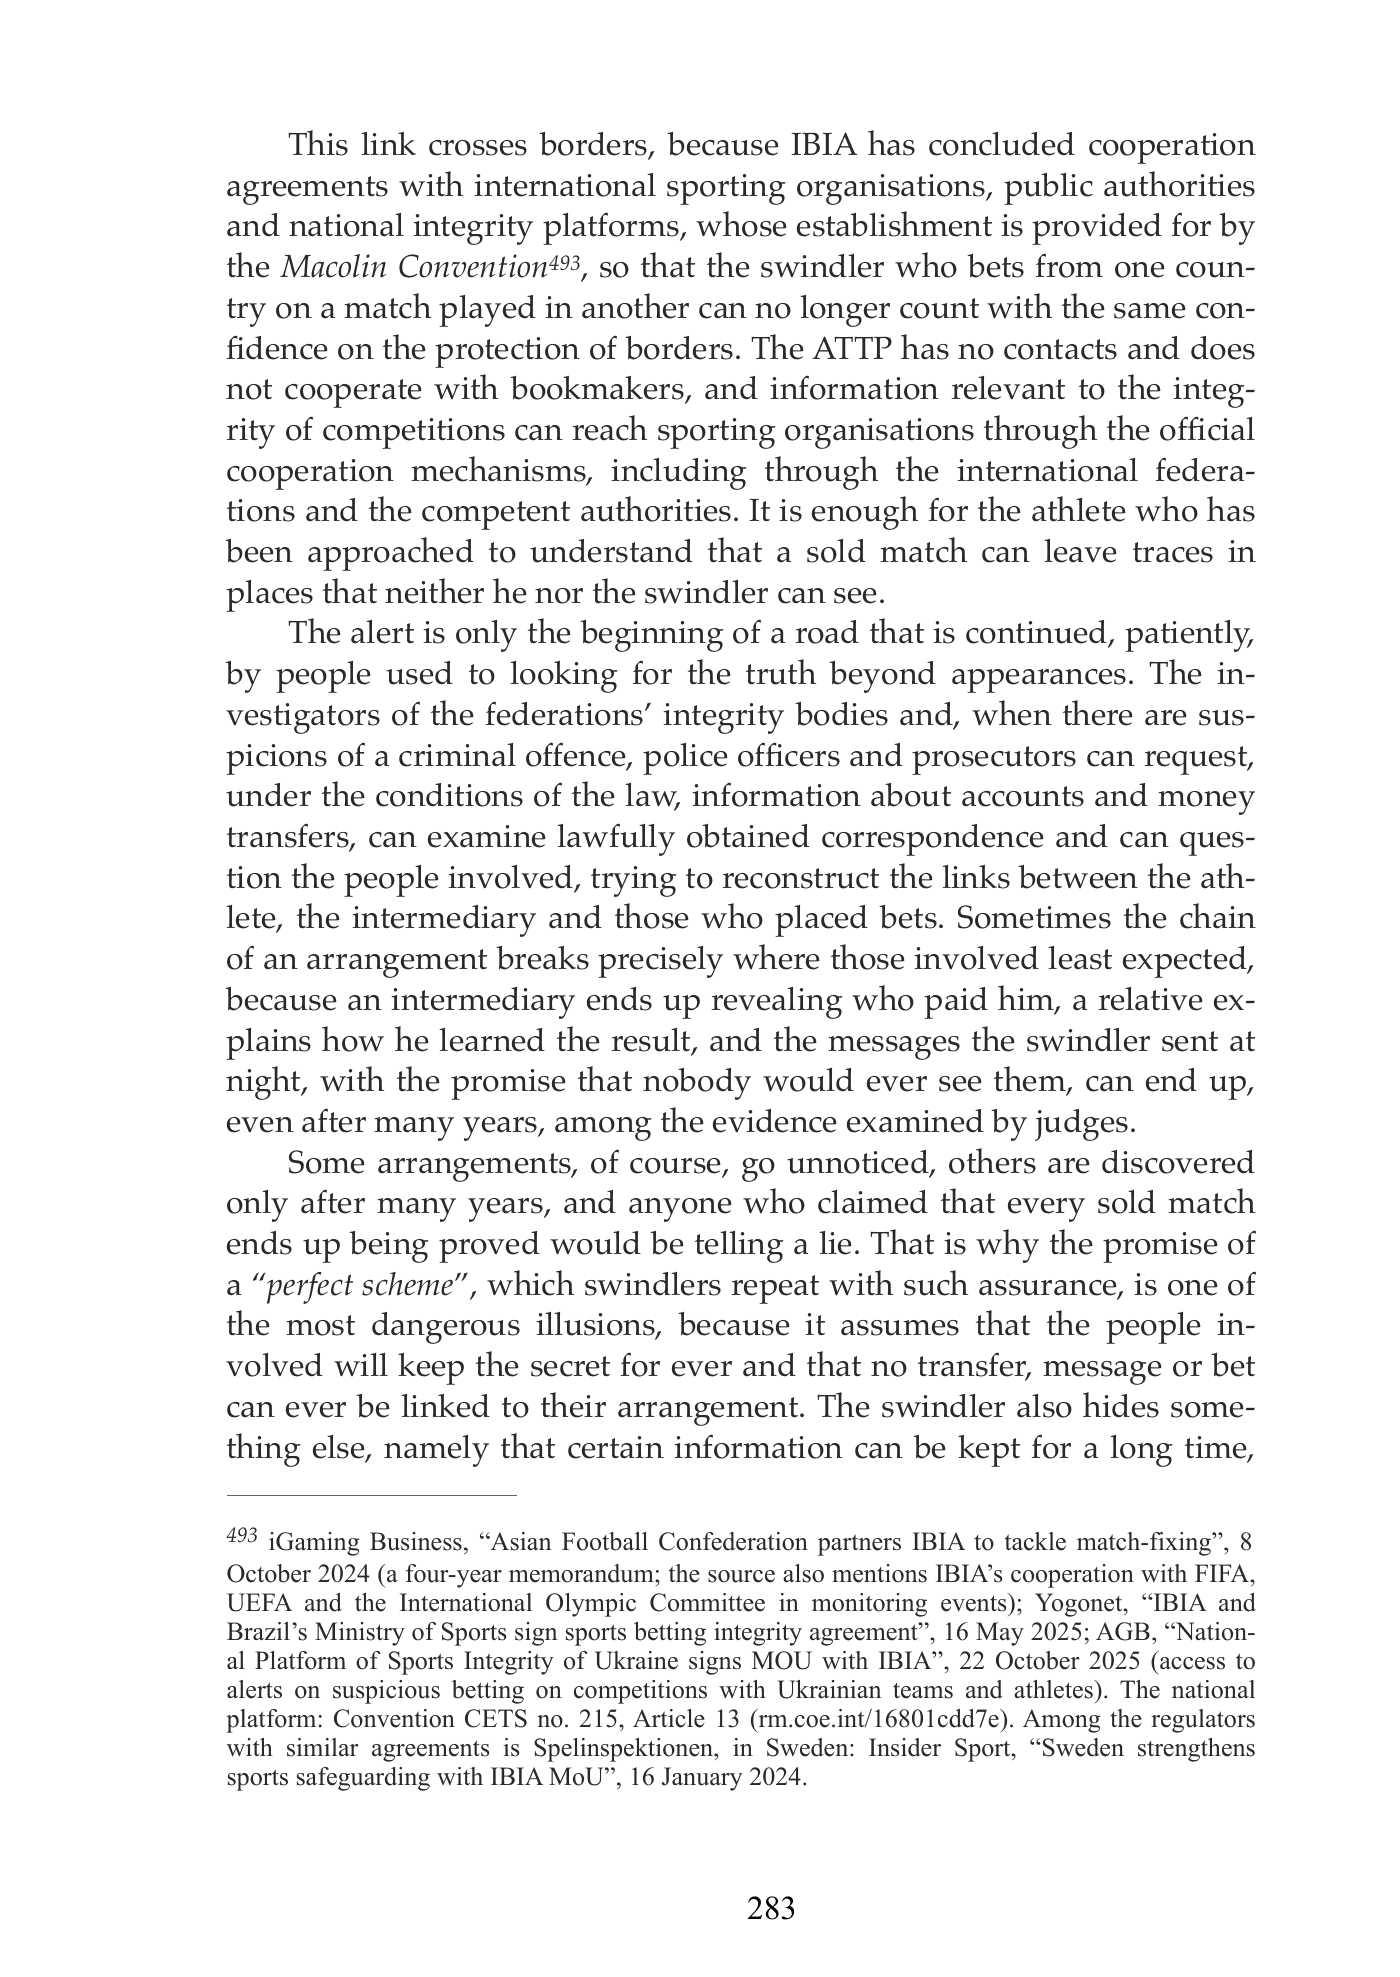 This link crosses borders, because IBIA has concluded cooperation
agreements with international sporting organisations, public authorities
and national integrity platforms, whose establishment is provided for by
the Macolin Convention493, so that the swindler who bets from one coun-
try on a match played in another can no longer count with the same con-
fidence on the protection of borders. The ATTP has no contacts and does
not cooperate with bookmakers, and information relevant to the integ-
rity of competitions can reach sporting organisations through the official
cooperation mechanisms, including through the international federa-
tions and the competent authorities. It is enough for the athlete who has
been approached to understand that a sold match can leave traces in
places that neither he nor the swindler can see.
The alert is only the beginning of a road that is continued, patiently,
by people used to looking for the truth beyond appearances. The in-
vestigators of the federations’ integrity bodies and, when there are sus-
picions of a criminal offence, police officers and prosecutors can request,
under the conditions of the law, information about accounts and money
transfers, can examine lawfully obtained correspondence and can ques-
tion the people involved, trying to reconstruct the links between the ath-
lete, the intermediary and those who placed bets. Sometimes the chain
of an arrangement breaks precisely where those involved least expected,
because an intermediary ends up revealing who paid him, a relative ex-
plains how he learned the result, and the messages the swindler sent at
night, with the promise that nobody would ever see them, can end up,
even after many years, among the evidence examined by judges.
Some arrangements, of course, go unnoticed, others are discovered
only after many years, and anyone who claimed that every sold match
ends up being proved would be telling a lie. That is why the promise of
a “perfect scheme”, which swindlers repeat with such assurance, is one of
the most dangerous illusions, because it assumes that the people in-
volved will keep the secret for ever and that no transfer, message or bet
can ever be linked to their arrangement. The swindler also hides some-
thing else, namely that certain information can be kept for a long time,
493 iGaming Business, “Asian Football Confederation partners IBIA to tackle match-fixing”, 8
October 2024 (a four-year memorandum; the source also mentions IBIA’s cooperation with FIFA,
UEFA and the International Olympic Committee in monitoring events); Yogonet, “IBIA and
Brazil’s Ministry of Sports sign sports betting integrity agreement”, 16 May 2025; AGB, “Nation-
al Platform of Sports Integrity of Ukraine signs MOU with IBIA”, 22 October 2025 (access to
alerts on suspicious betting on competitions with Ukrainian teams and athletes). The national
platform: Convention CETS no. 215, Article 13 (rm.coe.int/16801cdd7e). Among the regulators
with similar agreements is Spelinspektionen, in Sweden: Insider Sport, “Sweden strengthens
sports safeguarding with IBIA MoU”, 16 January 2024.
283